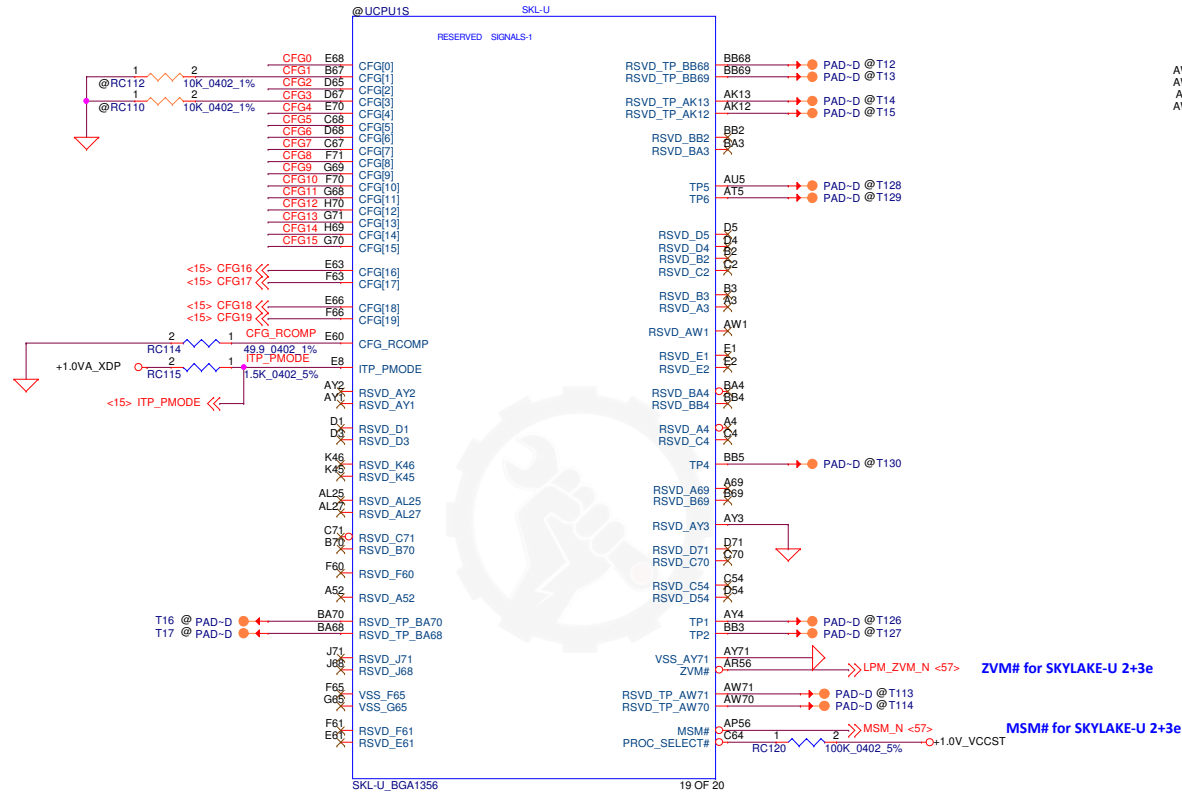 @UCPU1S
SKL-U
RESERVED SIGNALS-1
CFG0 E68 CFG[0]
CFG1 B67 CFG[1]
CFG2 D65 CFG[2]
CFG3 D67 CFG[3]
CFG4 E70 CFG[4]
CFG5 C68 CFG[5]
CFG6 D68 CFG[6]
CFG7 C67 CFG[7]
CFG8 F71 CFG[8]
CFG9 G69 CFG[9]
CFG10 F70 CFG[10]
CFG11 G68 CFG[11]
CFG12 H70 CFG[12]
CFG13 G71 CFG[13]
CFG14 H69 CFG[14]
CFG15 G70 CFG[15]
1 2
@RC112 10K_0402_1%
1 2
@RC110 10K_0402_1%
<15> CFG16 E63 CFG[16]
<15> CFG17 F63 CFG[17]
<15> CFG18 E66 CFG[18]
<15> CFG19 F66 CFG[19]
2 1 CFG_RCOMP E60 CFG_RCOMP
RC114 49.9_0402_1%
+1.0VA_XDP 2 1 ITP_PMODE E8 ITP_PMODE
RC115 1.5K_0402_5%
<15> ITP_PMODE
AY2 RSVD_AY2
AY1 RSVD_AY1
D1 RSVD_D1
D3 RSVD_D3
K46 RSVD_K46
K45 RSVD_K45
AL25 RSVD_AL25
AL27 RSVD_AL27
C71 RSVD_C71
B70 RSVD_B70
F60 RSVD_F60
A52 RSVD_A52
T16 @ PAD~D BA70 RSVD_TP_BA70
T17 @ PAD~D BA68 RSVD_TP_BA68
J71 RSVD_J71
J68 RSVD_J68
F65 VSS_F65
G65 VSS_G65
F61 RSVD_F61
E61 RSVD_E61
RSVD_TP_BB68 BB68 PAD~D @T12
RSVD_TP_BB69 BB69 PAD~D @T13
RSVD_TP_AK13 AK13 PAD~D @T14
RSVD_TP_AK12 AK12 PAD~D @T15
RSVD_BB2 BB2
RSVD_BA3 BA3
TP5 AU5 PAD~D @T128
TP6 AT5 PAD~D @T129
RSVD_D5 D5
RSVD_D4 D4
RSVD_B2 B2
RSVD_C2 C2
RSVD_B3 B3
RSVD_A3 A3
RSVD_AW1 AW1
RSVD_E1 E1
RSVD_E2 E2
RSVD_BA4 BA4
RSVD_BB4 BB4
RSVD_A4 A4
RSVD_C4 C4
TP4 BB5 PAD~D @T130
RSVD_A69 A69
RSVD_B69 B69
RSVD_AY3 AY3
RSVD_D71 D71
RSVD_C70 C70
RSVD_C54 C54
RSVD_D54 D54
TP1 AY4 PAD~D @T126
TP2 BB3 PAD~D @T127
VSS_AY71 AY71
ZVM# AR56 LPM_ZVM_N <57> ZVM# for SKYLAKE-U 2+3e
RSVD_TP_AW71 AW71 PAD~D @T113
RSVD_TP_AW70 AW70 PAD~D @T114
MSM# AP56 MSM_N <57> MSM# for SKYLAKE-U 2+3e
PROC_SELECT# C64 1 2 +1.0V_VCCST
RC120 100K_0402_5%
SKL-U_BGA1356
19 OF 20